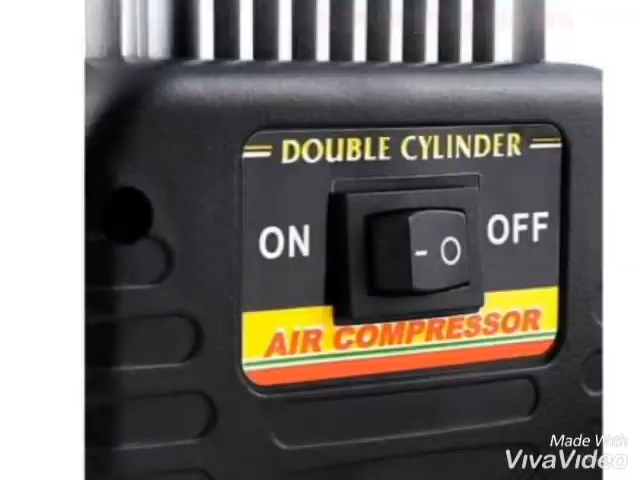 DOUBLE CYLINDER
ON - O OFF
AIR COMPRESSOR
Made With
VivaVideo